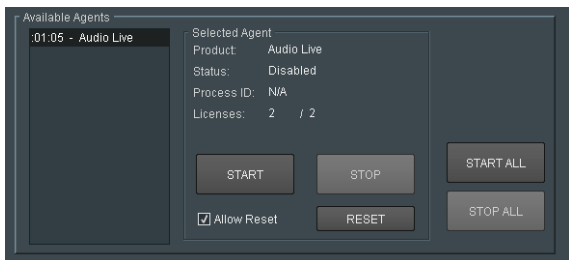 Available Agents
:01:05 - Audio Live
Selected Agent
Product: Audio Live
Status: Disabled
Process ID: N/A
Licenses: 2 / 2
START
STOP
Allow Reset
RESET
START ALL
STOP ALL